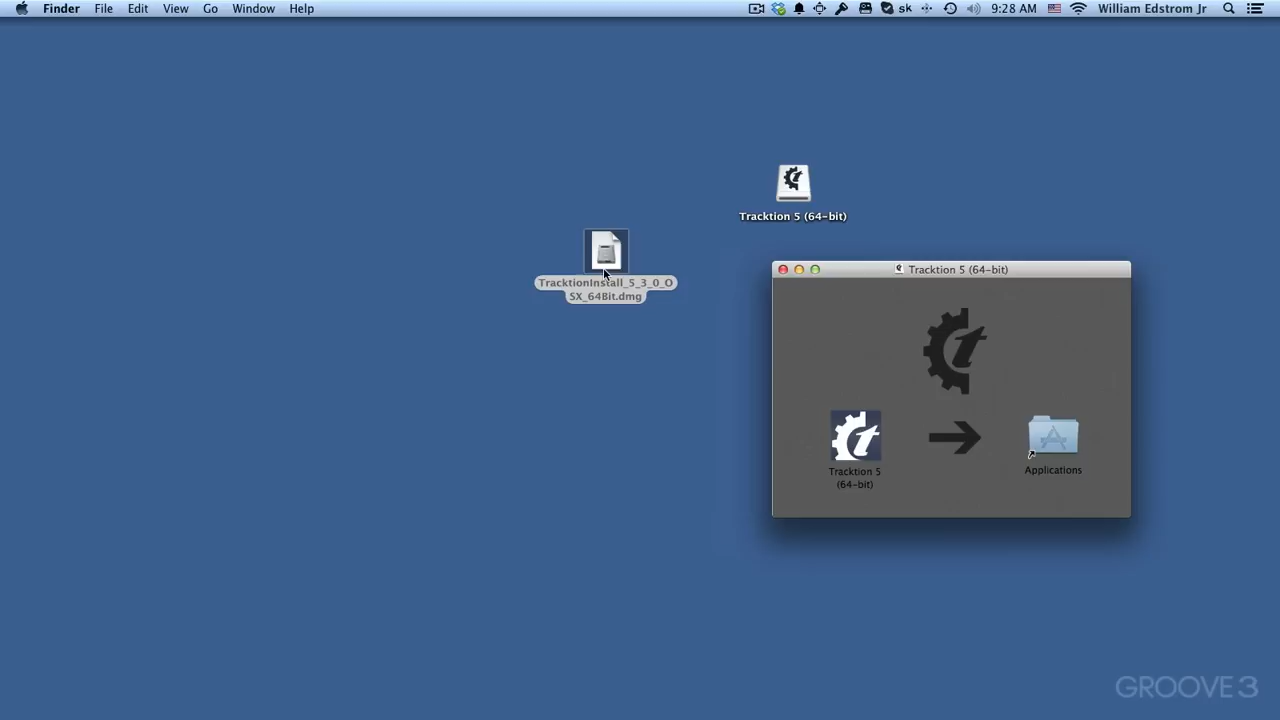 Finder File Edit View Go Window Help sk 9:28 AM William Edstrom Jr
Tracktion 5 (64-bit)
TracktionInstall_5_3_0_O
SX_64Bit.dmg
Tracktion 5 (64-bit)
Tracktion 5
(64-bit)
Applications
GROOVE3